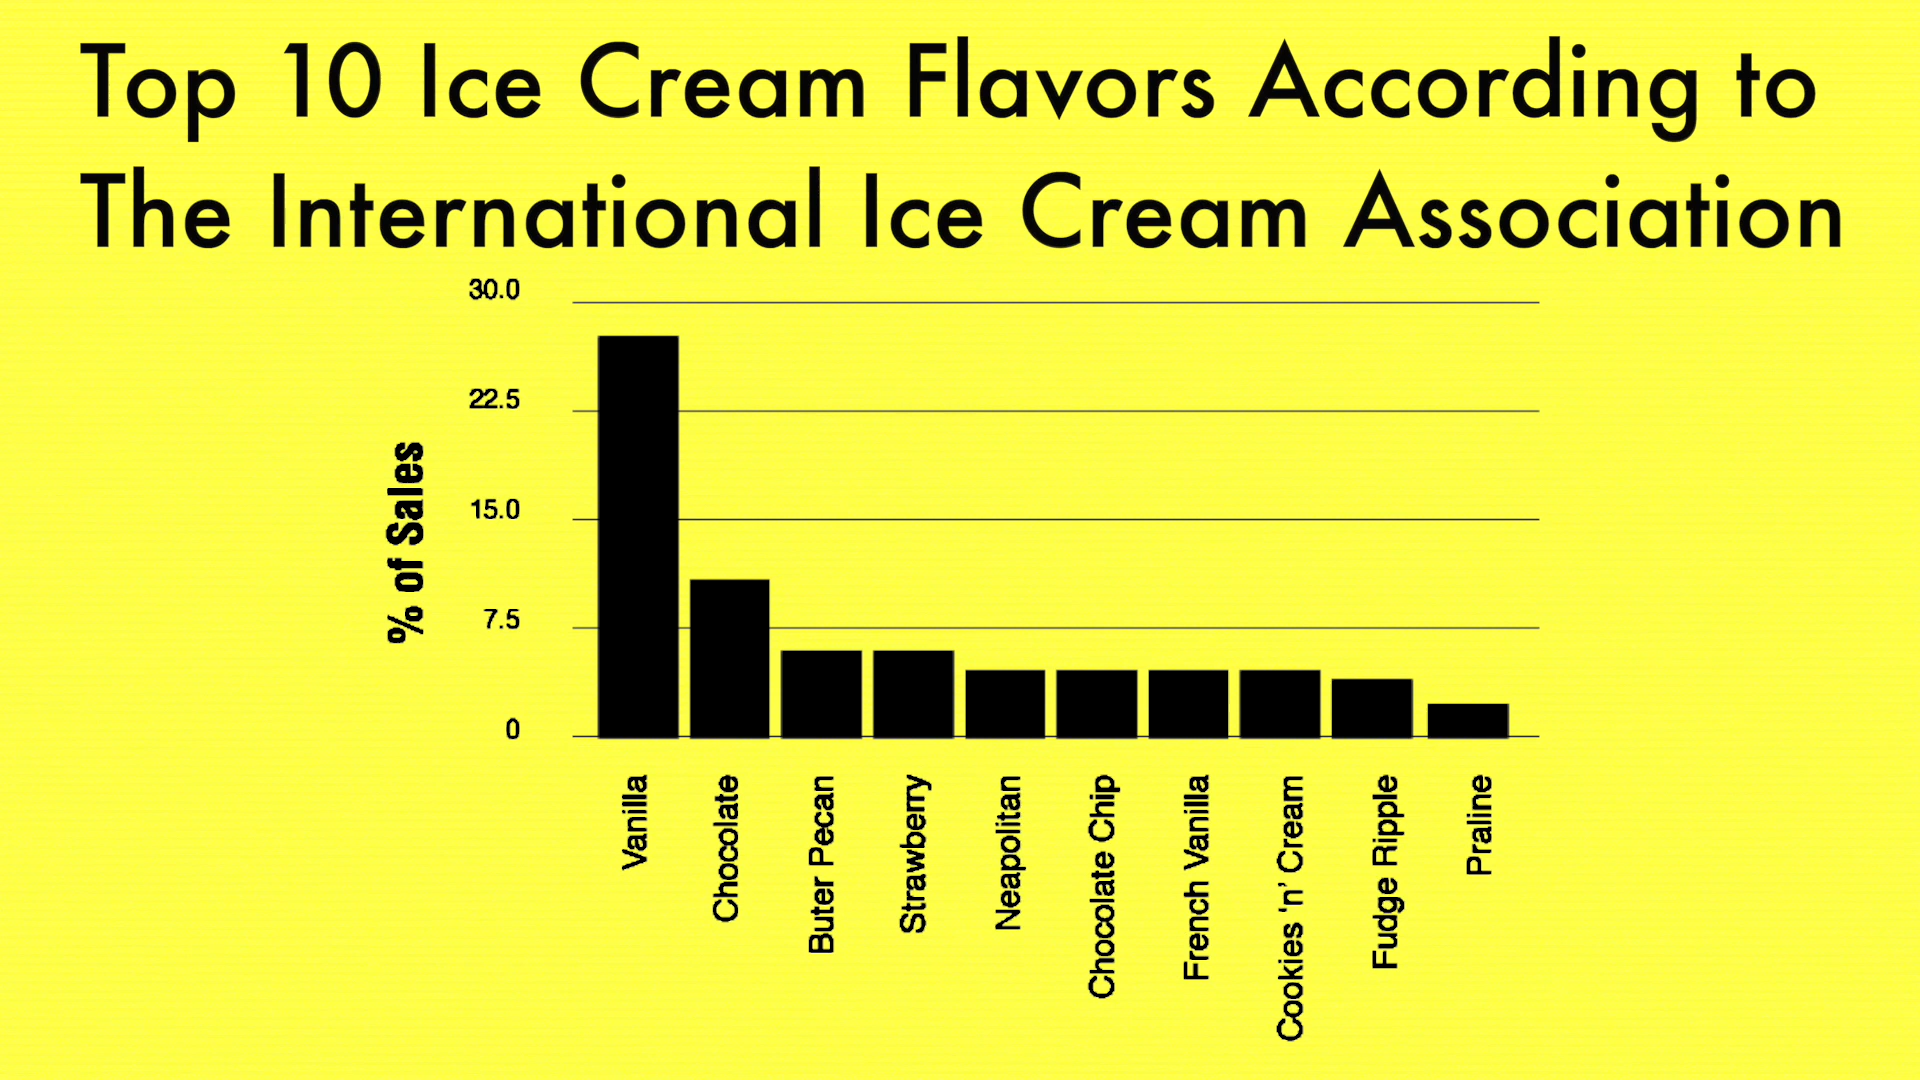 Top 10 Ice Cream Flavors According to
The International Ice Cream Association
30.0
22.5
15.0
7.5
0
% of Sales
Vanilla
Chocolate
Buter Pecan
Strawberry
Neapolitan
Chocolate Chip
French Vanilla
Cookies 'n’ Cream
Fudge Ripple
Praline